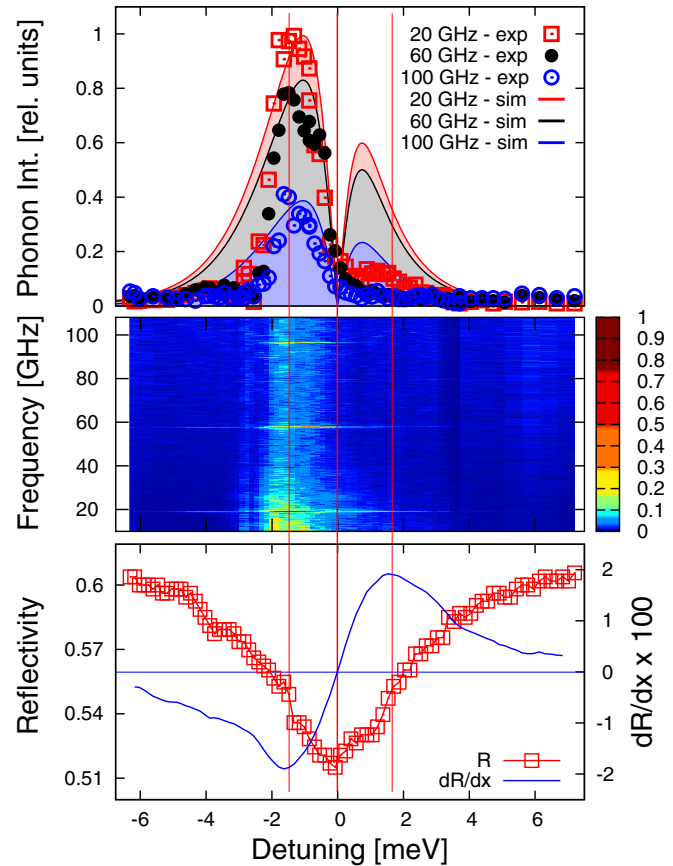 Phonon Int. [rel. units]
1
0.8
0.6
0.4
0.2
0
20 GHz - exp
60 GHz - exp
100 GHz - exp
20 GHz - sim
60 GHz - sim
100 GHz - sim
Frequency [GHz]
100
80
60
40
20
1
0.9
0.8
0.7
0.6
0.5
0.4
0.3
0.2
0.1
0
Reflectivity
0.6
0.57
0.54
0.51
2
1
0
-1
-2
dR/dx x 100
R
dR/dx
-6 -4 -2 0 2 4 6
Detuning [meV]